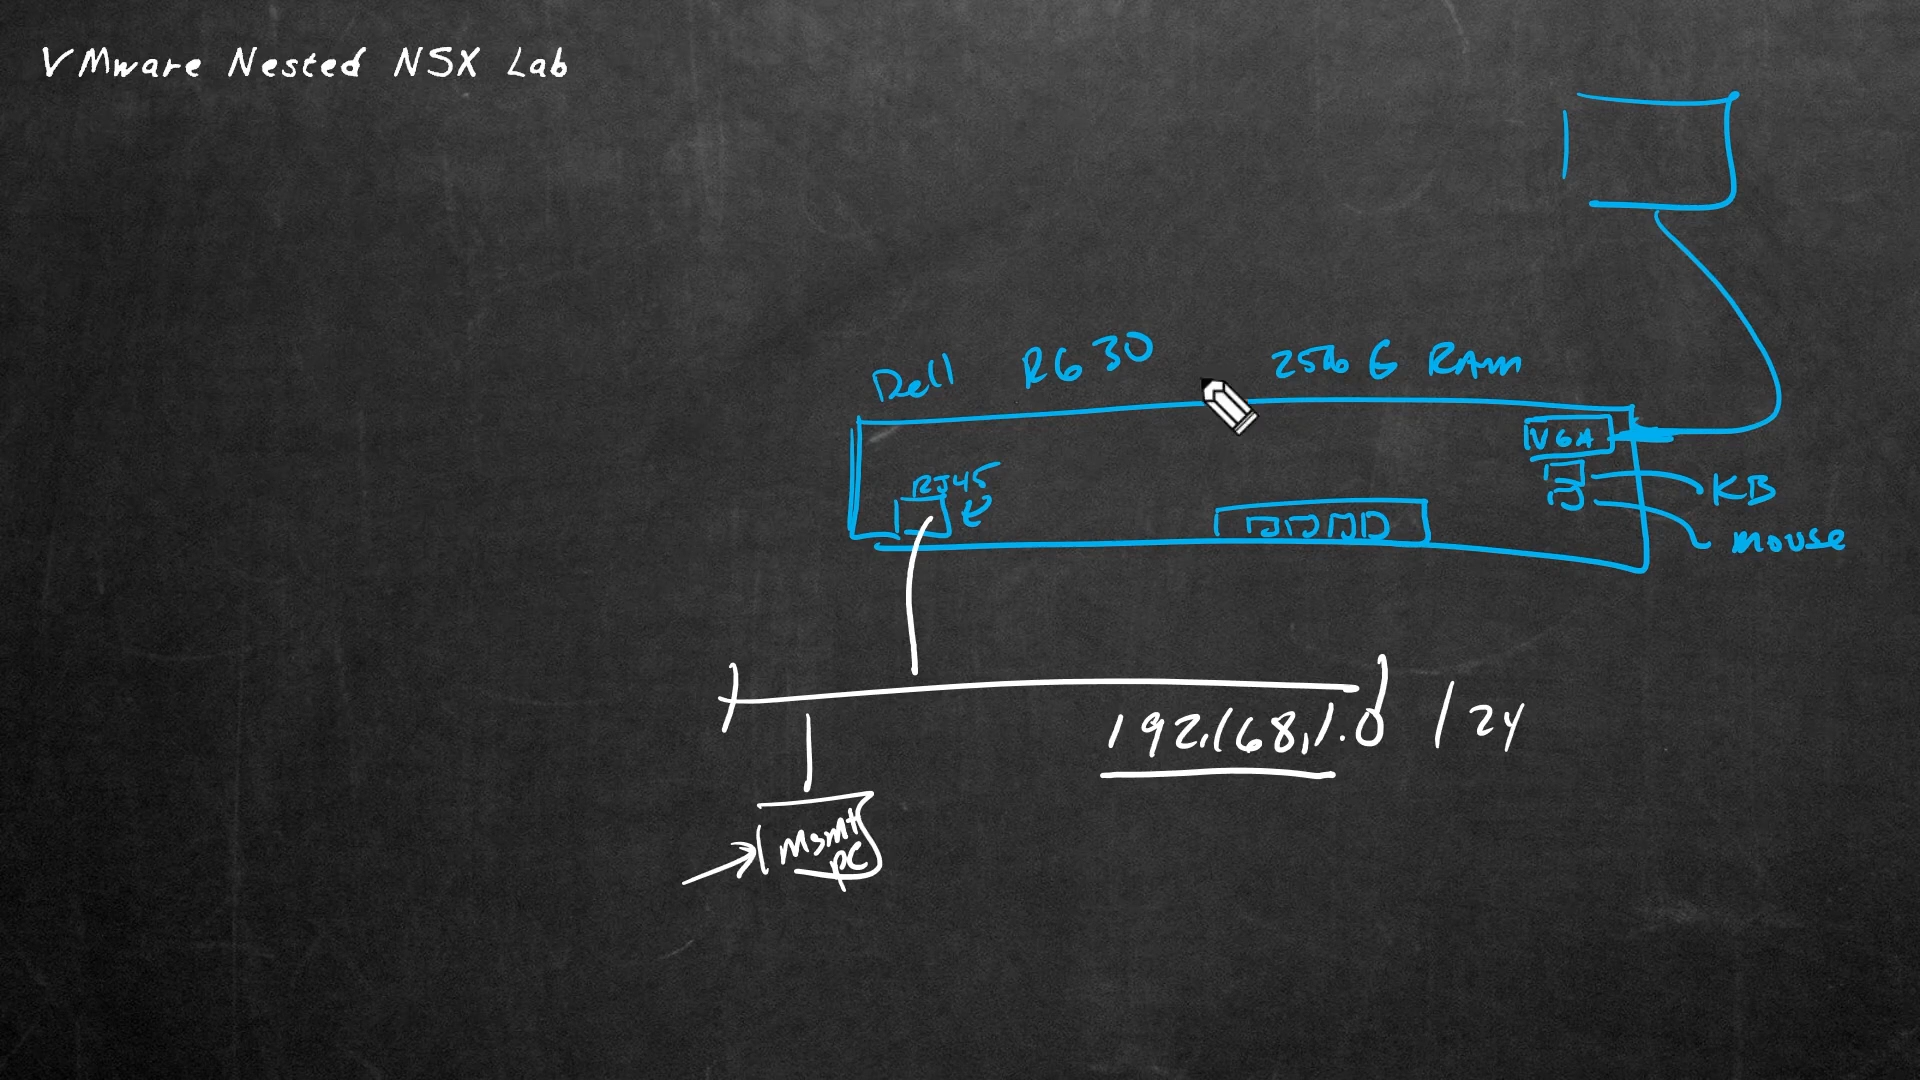 VMware Nested NSX Lab
Dell R630 256 G RAM
VGA
RJ45
KB
mouse
192.168.1.0 /24
Mgmt
PC